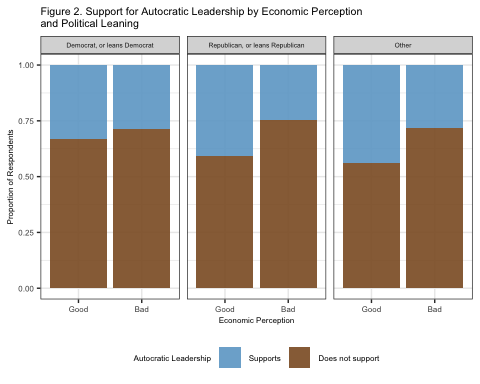 Figure 2. Support for Autocratic Leadership by Economic Perception
and Political Leaning
Democrat, or leans Democrat
Republican, or leans Republican
Other
Proportion of Respondents
1.00
0.75
0.50
0.25
0.00
Good
Bad
Good
Bad
Good
Bad
Economic Perception
Autocratic Leadership
Supports
Does not support